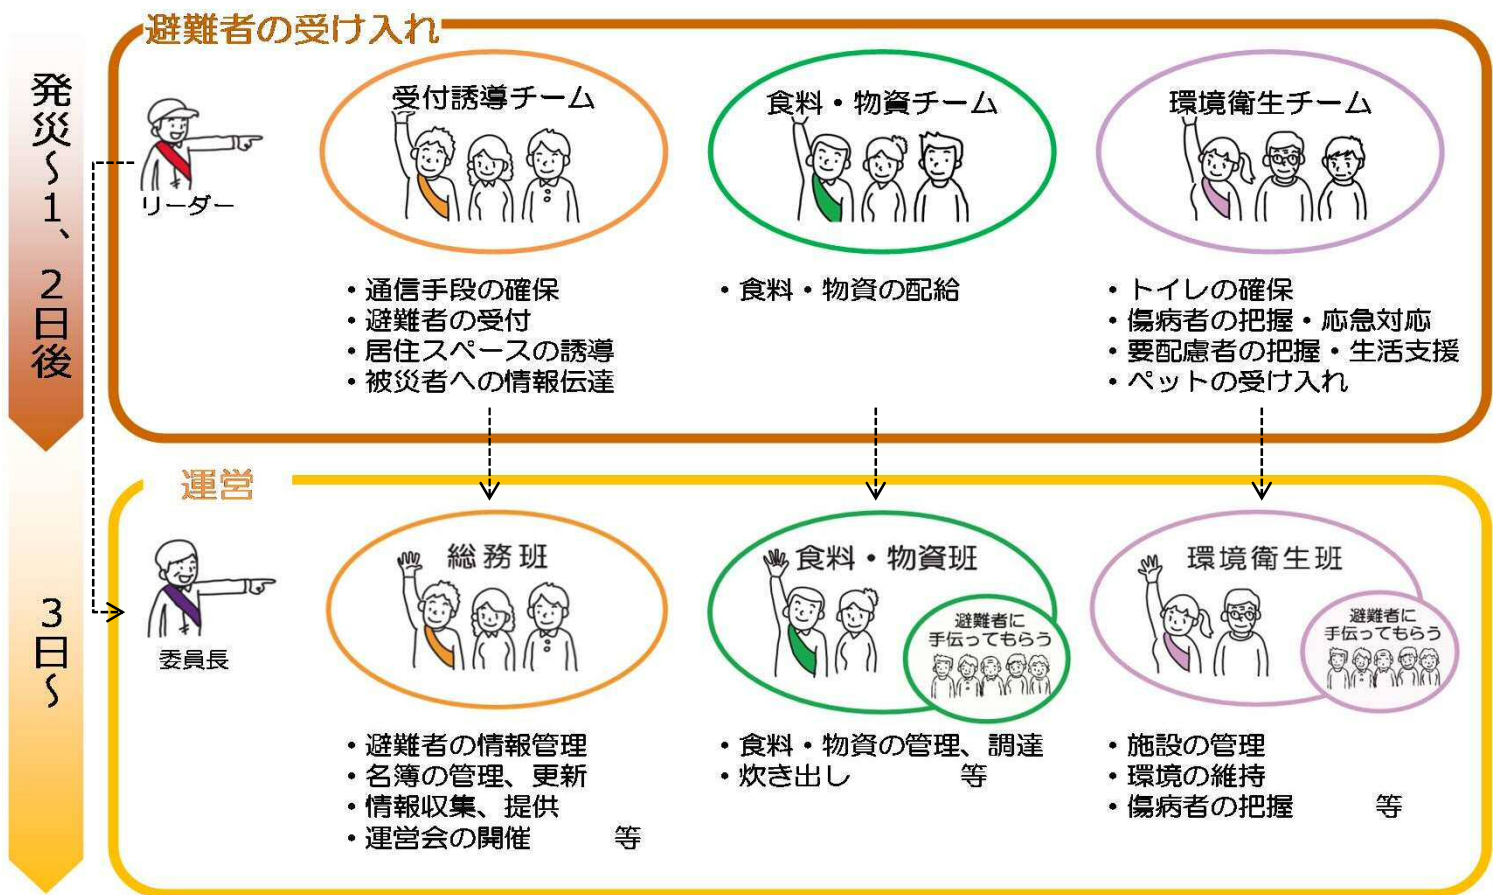 避難者の受け入れ
発災～1、2日後
リーダー
受付誘導チーム
・通信手段の確保
・避難者の受付
・居住スペースの誘導
・被災者への情報伝達
食料・物資チーム
・食料・物資の配給
環境衛生チーム
・トイレの確保
・傷病者の把握・応急対応
・要配慮者の把握・生活支援
・ペットの受け入れ
運営
3日～
委員長
総務班
・避難者の情報管理
・名簿の管理、更新
・情報収集、提供
・運営会の開催　等
食料・物資班
避難者に
手伝ってもらう
・食料・物資の管理、調達
・炊き出し　等
環境衛生班
避難者に
手伝ってもらう
・施設の管理
・環境の維持
・傷病者の把握　等